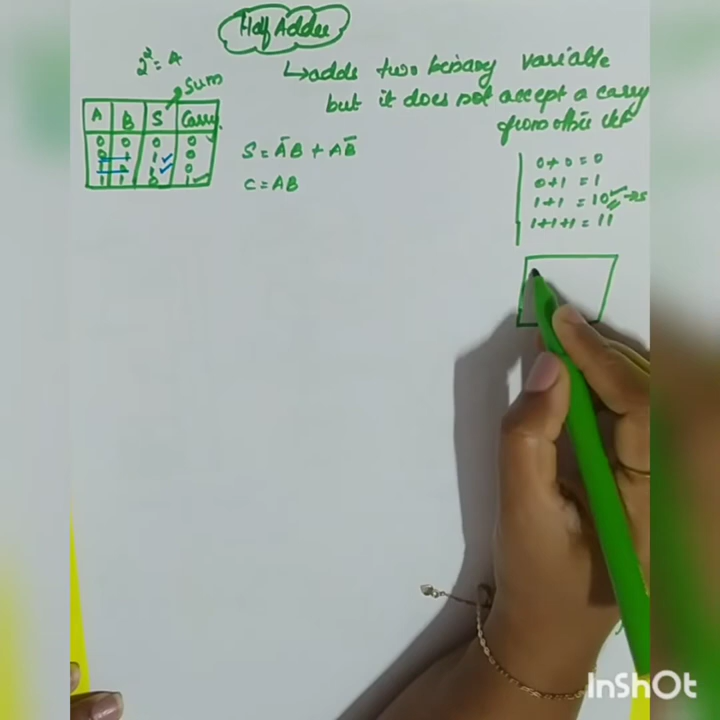 Half Adder
2² = 4
↳adds two binary variable
but it does not accept a carry
from other
Sum
A B S Carry
0 0 0 0
0 1 1 0
1 0 1 0
1 1 0 1
S = A̅B + AB̅
C = AB
0+0 = 0
0+1 = 1
1+1 = 10
1+1+1 = 11
InShOt